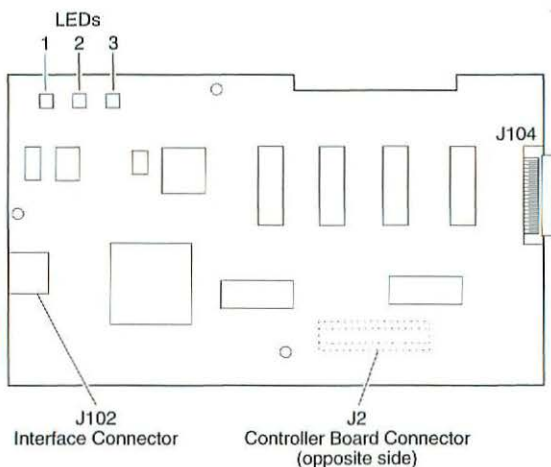 LEDs
1 2 3
J104
J102
Interface Connector
J2
Controller Board Connector
(opposite side)